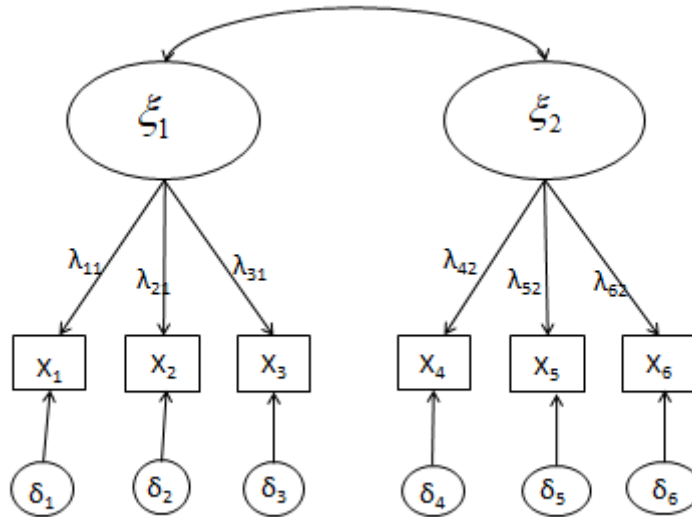 ξ₁ ξ₂
λ₁₁ λ₂₁ λ₃₁ λ₄₂ λ₅₂ λ₆₂
X₁ X₂ X₃ X₄ X₅ X₆
δ₁ δ₂ δ₃ δ₄ δ₅ δ₆